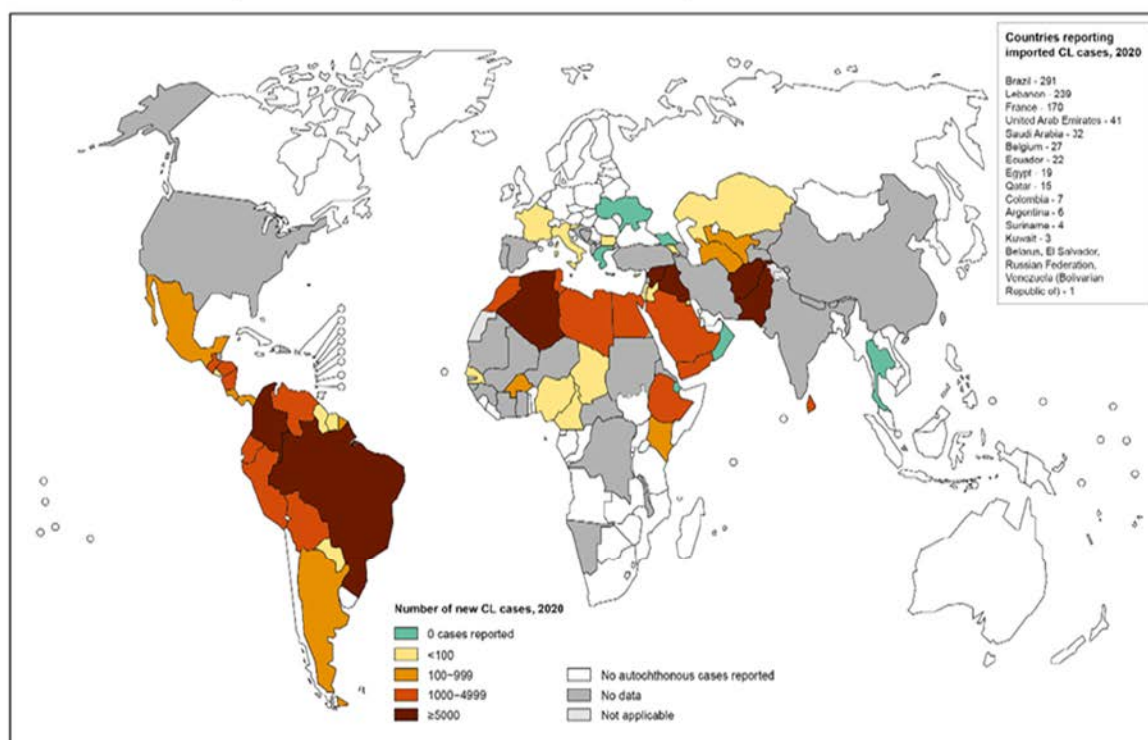 Countries reporting
imported CL cases, 2020
Brazil - 291
Lebanon - 239
France - 170
United Arab Emirates - 41
Saudi Arabia - 32
Belgium - 27
Ecuador - 22
Egypt - 19
Qatar - 15
Colombia - 7
Argentina - 6
Suriname - 4
Kuwait - 3
Belarus, El Salvador,
Russian Federation,
Venezuela (Bolivarian
Republic of) - 1
Number of new CL cases, 2020
0 cases reported
<100
100–999
1000–4999
≥5000
No autochthonous cases reported
No data
Not applicable